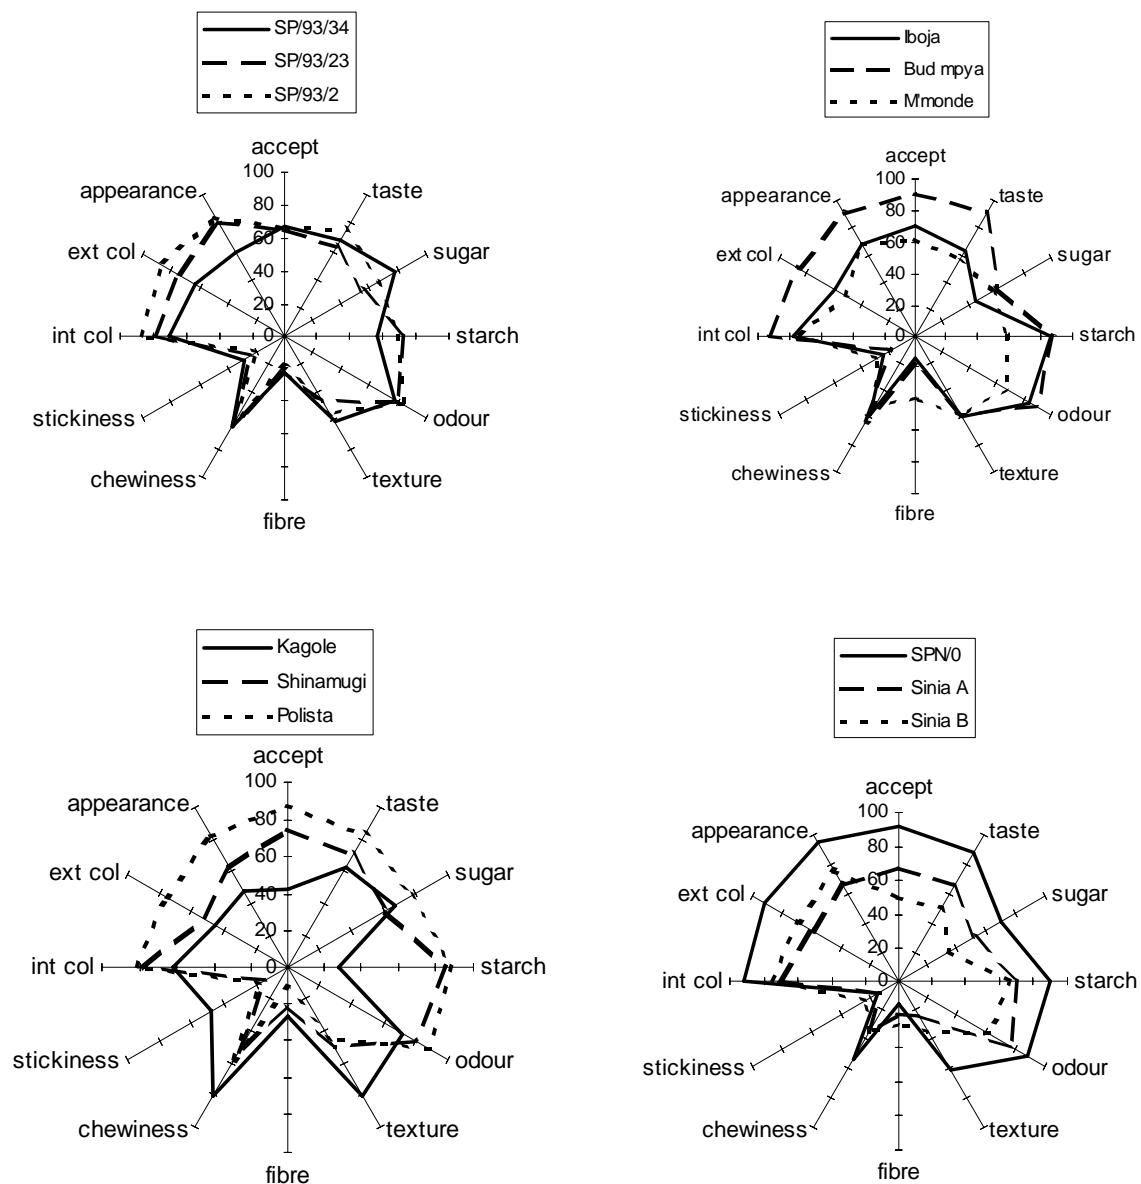 SP/93/34
SP/93/23
SP/93/2
accept
100
appearance
taste
80
60
ext col
sugar
40
20
int col
0
starch
stickiness
odour
chewiness
texture
fibre
Iboja
Bud mpya
M'monde
accept
100
appearance
taste
80
60
ext col
sugar
40
20
int col
0
starch
stickiness
odour
chewiness
texture
fibre
Kagole
Shinamugi
Polista
accept
100
appearance
taste
80
60
ext col
sugar
40
20
int col
0
starch
stickiness
odour
chewiness
texture
fibre
SPN/0
Sinia A
Sinia B
accept
100
appearance
taste
80
60
ext col
sugar
40
20
int col
0
starch
stickiness
odour
chewiness
texture
fibre